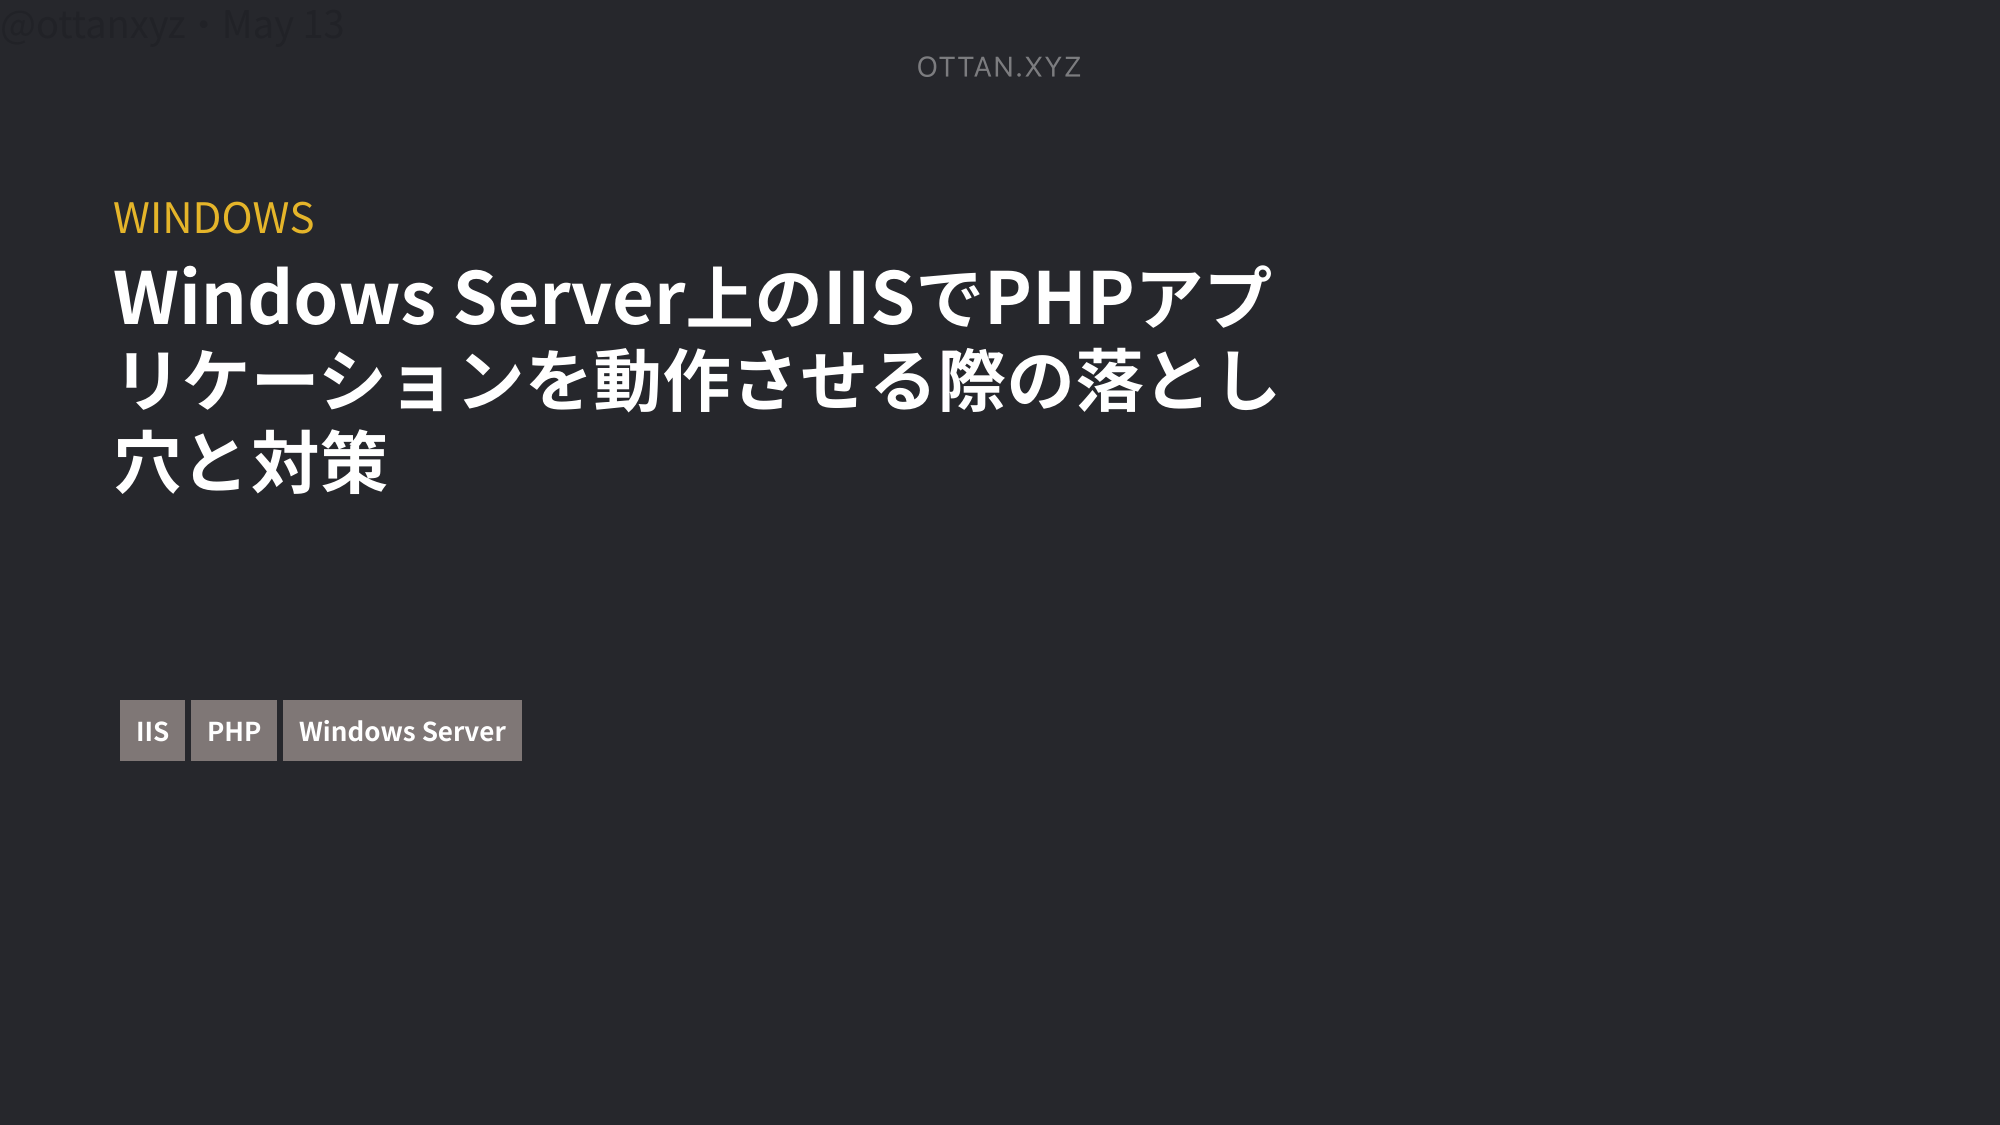 @ottanxyz • May 13
OTTAN.XYZ
WINDOWS
Windows Server上のIISでPHPアプ
リケーションを動作させる際の落とし
穴と対策
IIS PHP Windows Server